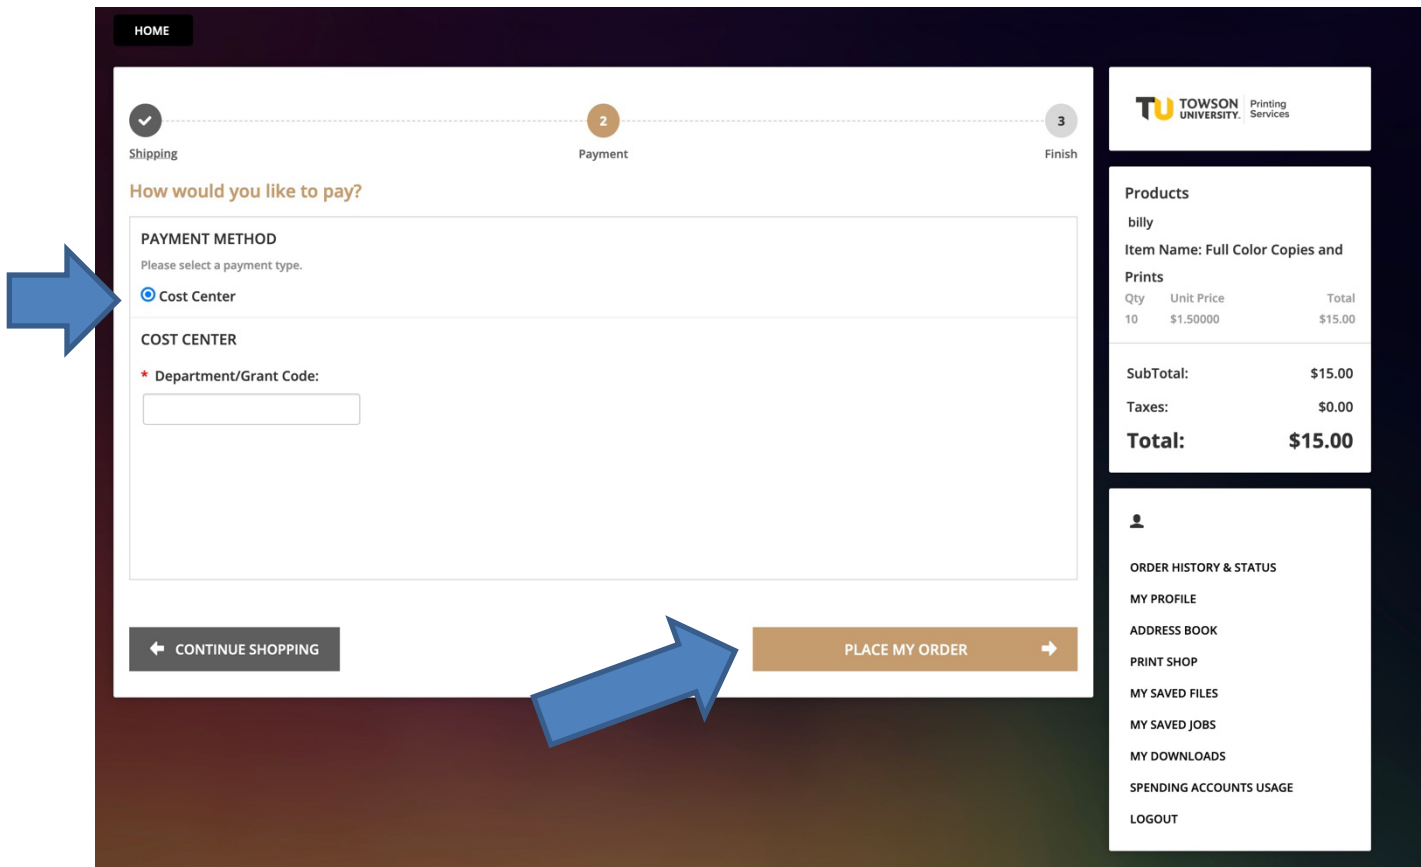 HOME
2
3
Shipping
Payment
Finish
How would you like to pay?
PAYMENT METHOD
Please select a payment type.
Cost Center
COST CENTER
* Department/Grant Code:
CONTINUE SHOPPING
PLACE MY ORDER
TU TOWSON UNIVERSITY. Printing Services
Products
billy
Item Name: Full Color Copies and
Prints
Qty Unit Price Total
10 $1.50000 $15.00
SubTotal: $15.00
Taxes: $0.00
Total: $15.00
ORDER HISTORY & STATUS
MY PROFILE
ADDRESS BOOK
PRINT SHOP
MY SAVED FILES
MY SAVED JOBS
MY DOWNLOADS
SPENDING ACCOUNTS USAGE
LOGOUT